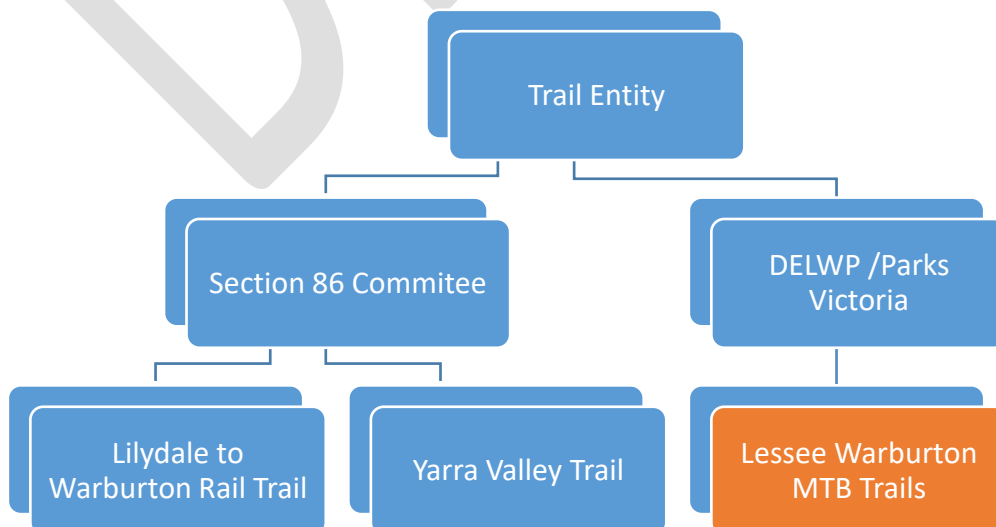 Trail Entity
Section 86 Commitee
DELWP /Parks
Victoria
Lilydale to
Warburton Rail Trail
Yarra Valley Trail
Lessee Warburton
MTB Trails